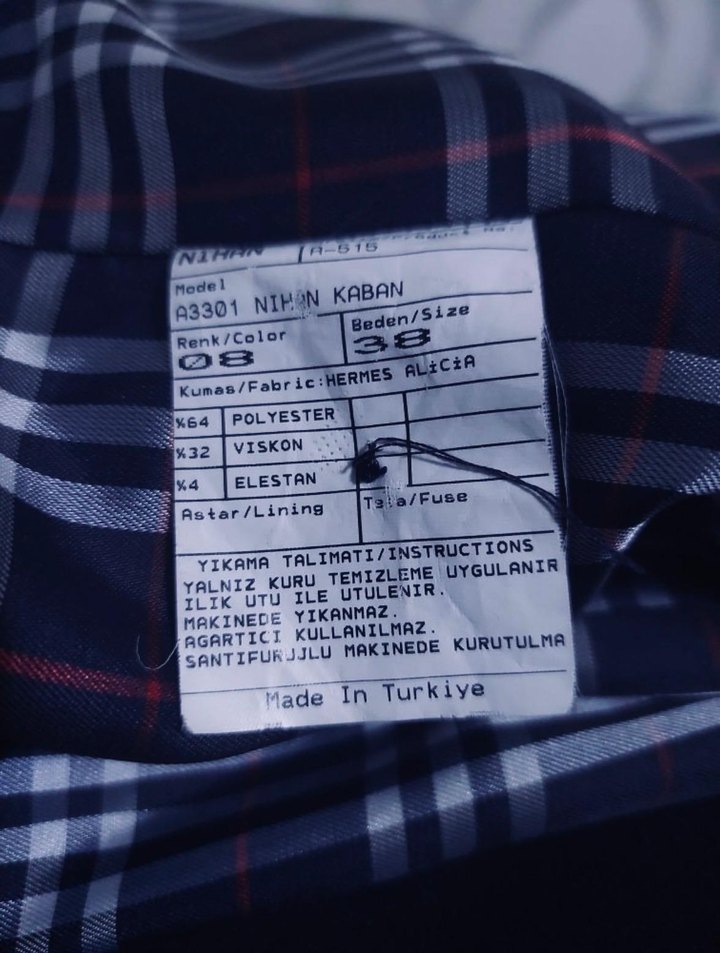 NIHAN A-515
Model
A3301 NIHAN KABAN
Renk/Color Beden/Size
08 38
Kumas/Fabric:HERMES ALiCiA
%64 POLYESTER
%32 VISKON
%4 ELESTAN
Astar/Lining Tela/Fuse
YIKAMA TALIMATI/INSTRUCTIONS
YALNIZ KURU TEMIZLEME UYGULANIR
ILIK UTU ILE UTULENIR.
MAKINEDE YIKANMAZ.
AGARTICI KULLANILMAZ.
SANTIFURUJLU MAKINEDE KURUTULMA
Made In Turkiye